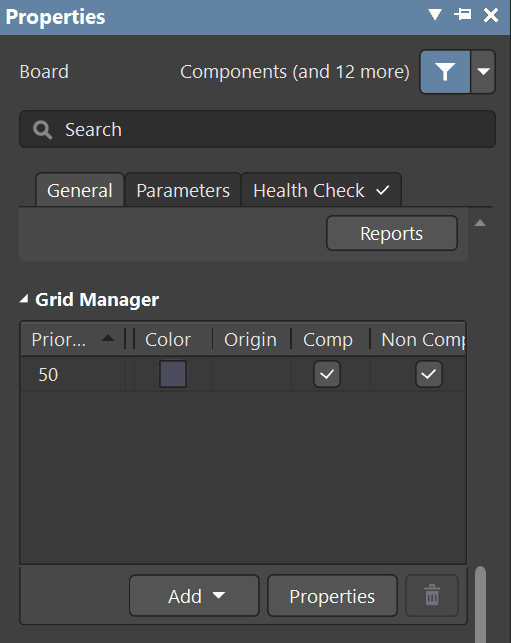 Properties
Board Components (and 12 more)
Search
General Parameters Health Check
Reports
Grid Manager
Prior... Color Origin Comp Non Comp
50
Add Properties